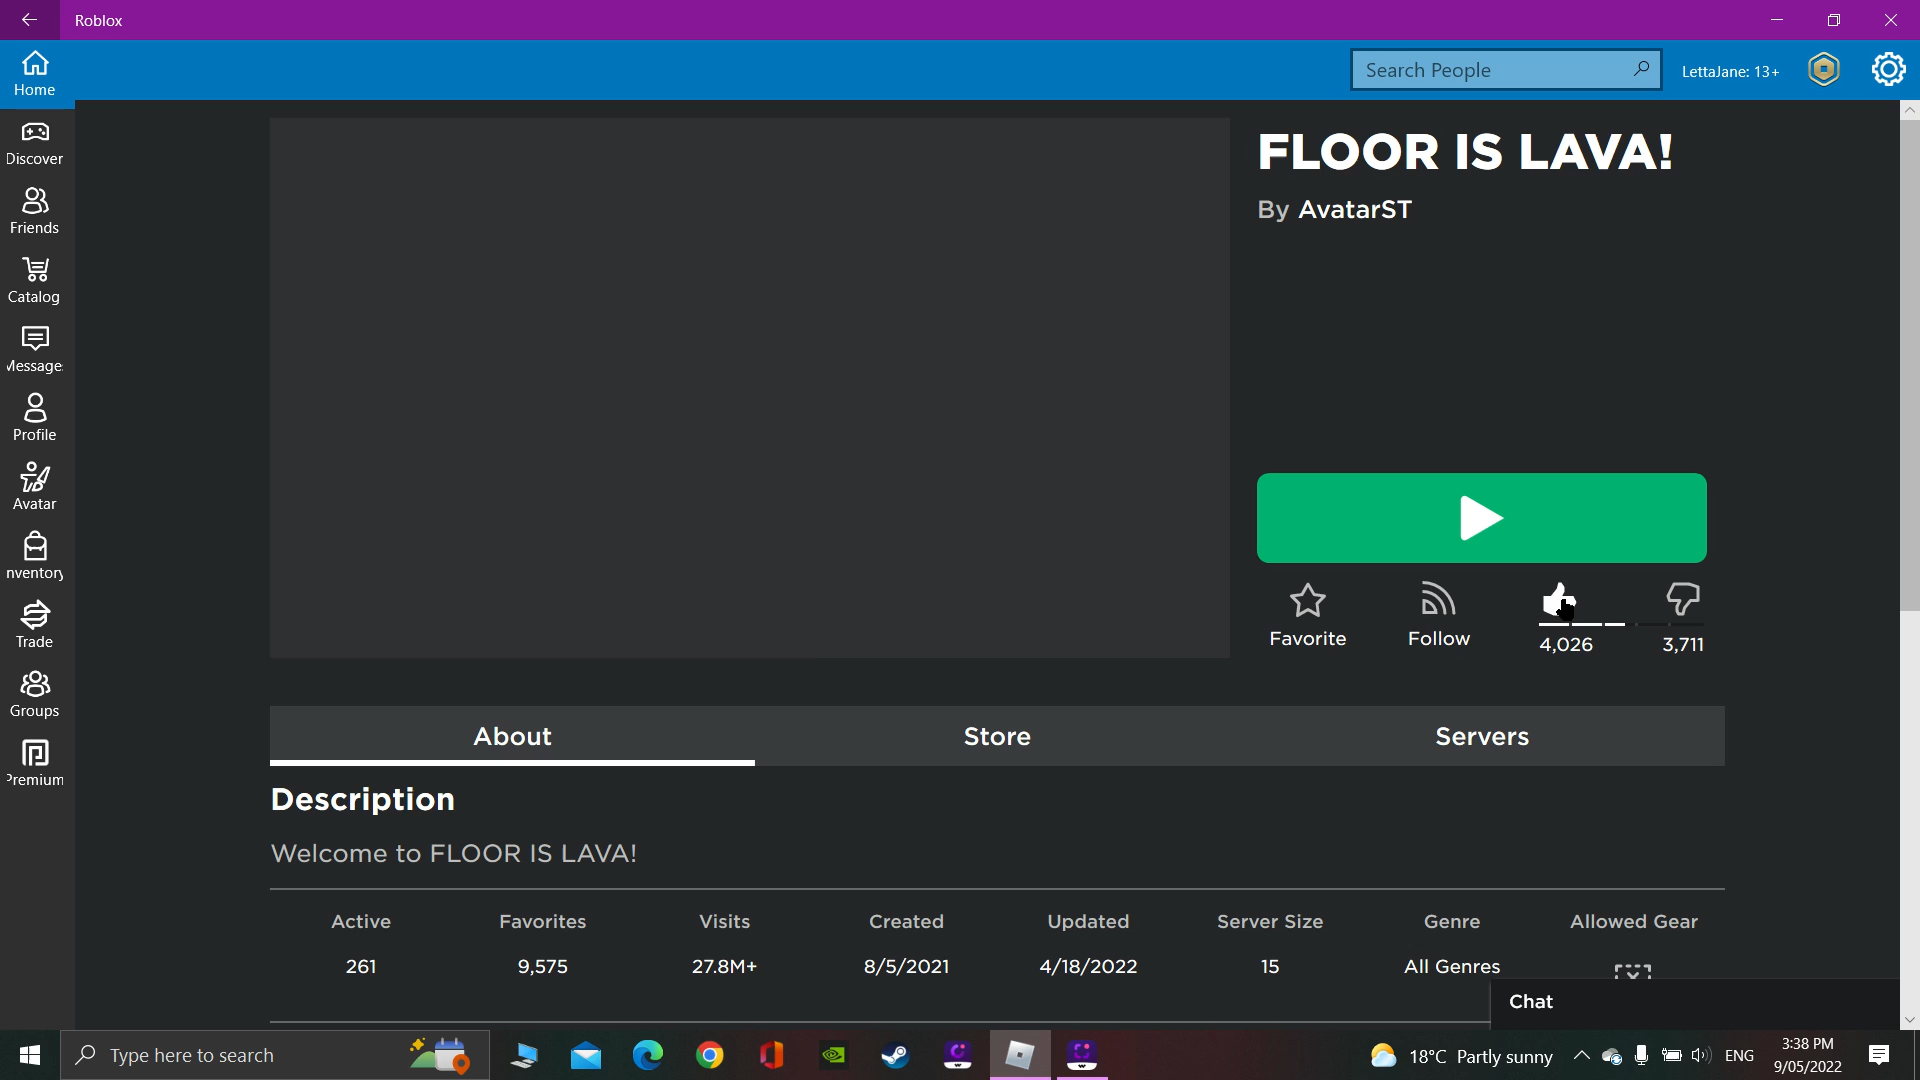 Roblox
Home
Search People
LettaJane: 13+
Discover
Friends
Catalog
Message
Profile
Avatar
nventory
Trade
Groups
Premium
FLOOR IS LAVA!
By AvatarST
Favorite
Follow
4,026
3,711
About
Store
Servers
Description
Welcome to FLOOR IS LAVA!
Active
Favorites
Visits
Created
Updated
Server Size
Genre
Allowed Gear
261
9,575
27.8M+
8/5/2021
4/18/2022
15
All Genres
Chat
Type here to search
18°C Partly sunny
ENG
3:38 PM
9/05/2022